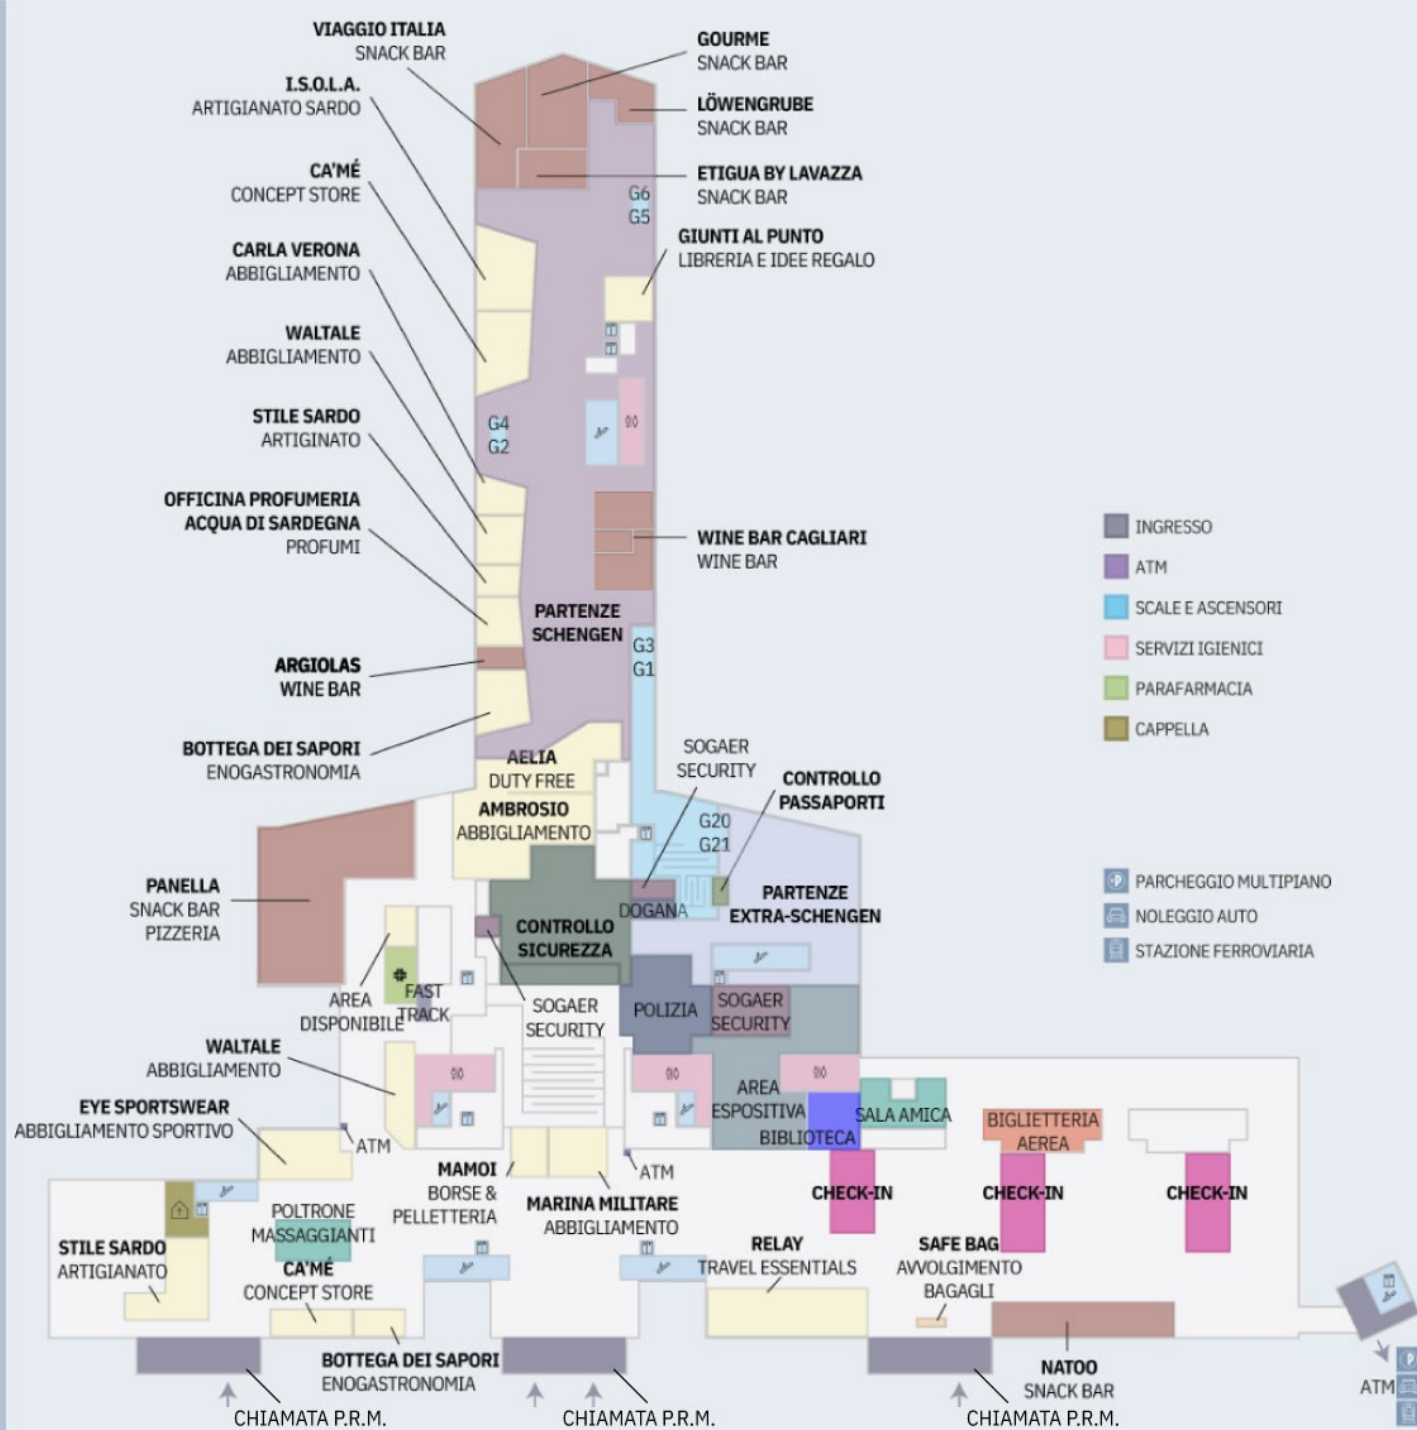 VIAGGIO ITALIA
SNACK BAR
GOURME
SNACK BAR
I.S.O.L.A.
ARTIGIANATO SARDO
LÖWENGRUBE
SNACK BAR
CA'MÉ
CONCEPT STORE
ETIGUA BY LAVAZZA
SNACK BAR
G6
G5
CARLA VERONA
ABBIGLIAMENTO
GIUNTI AL PUNTO
LIBRERIA E IDEE REGALO
WALTALE
ABBIGLIAMENTO
STILE SARDO
ARTIGINATO
G4
G2
OFFICINA PROFUMERIA
ACQUA DI SARDEGNA
PROFUMI
WINE BAR CAGLIARI
WINE BAR
INGRESSO
ATM
SCALE E ASCENSORI
SERVIZI IGIENICI
PARAFARMACIA
CAPPELLA
PARTENZE
SCHENGEN
G3
G1
ARGIOLAS
WINE BAR
BOTTEGA DEI SAPORI
ENOGASTRONOMIA
AELIA
DUTY FREE
AMBROSIO
ABBIGLIAMENTO
SOGAER
SECURITY
CONTROLLO
PASSAPORTI
G20
G21
PANELLA
SNACK BAR
PIZZERIA
CONTROLLO
SICUREZZA
DOGANA
PARTENZE
EXTRA-SCHENGEN
PARCHEGGIO MULTIPIANO
NOLEGGIO AUTO
STAZIONE FERROVIARIA
AREA
DISPONIBILE
FAST
TRACK
SOGAER
SECURITY
POLIZIA
SOGAER
SECURITY
WALTALE
ABBIGLIAMENTO
EYE SPORTSWEAR
ABBIGLIAMENTO SPORTIVO
ATM
AREA
ESPOSITIVA
BIBLIOTECA
SALA AMICA
BIGLIETTERIA
AEREA
MAMOI
BORSE &
PELLETTERIA
ATM
MARINA MILITARE
ABBIGLIAMENTO
CHECK-IN
CHECK-IN
CHECK-IN
POLTRONE
MASSAGGIANTI
STILE SARDO
ARTIGIANATO
CA'MÉ
CONCEPT STORE
RELAY
TRAVEL ESSENTIALS
SAFE BAG
AVVOLGIMENTO
BAGAGLI
BOTTEGA DEI SAPORI
ENOGASTRONOMIA
NATOO
SNACK BAR
ATM
CHIAMATA P.R.M.
CHIAMATA P.R.M.
CHIAMATA P.R.M.